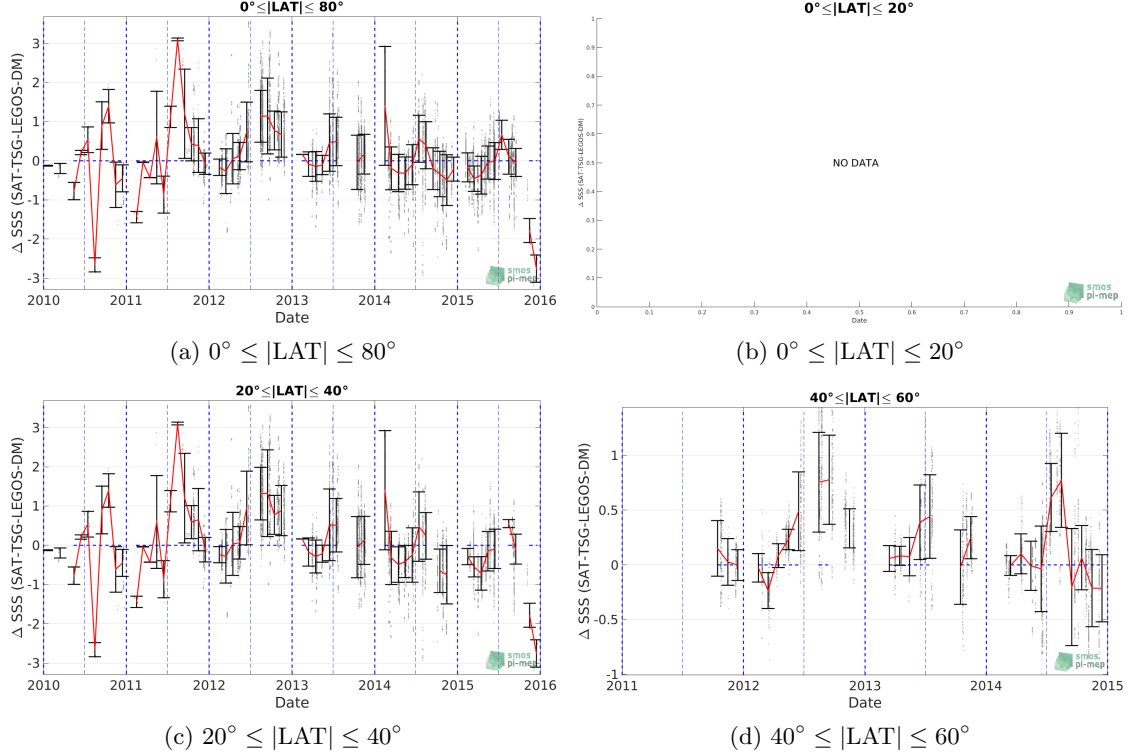 0°≤|LAT|≤ 80°
Δ SSS (SAT-TSG-LEGOS-DM)
3
2
1
0
-1
-2
-3
2010 2011 2012 2013 2014 2015 2016
Date
smos
pi-mep
(a) 0° ≤ |LAT| ≤ 80°
0°≤|LAT|≤ 20°
Δ SSS (SAT-TSG-LEGOS-DM)
1
0.9
0.8
0.7
0.6
0.5
0.4
0.3
0.2
0.1
0
NO DATA
0 0.1 0.2 0.3 0.4 0.5 0.6 0.7 0.8 0.9 1
Date
smos
pi-mep
(b) 0° ≤ |LAT| ≤ 20°
20°≤|LAT|≤ 40°
Δ SSS (SAT-TSG-LEGOS-DM)
3
2
1
0
-1
-2
-3
2010 2011 2012 2013 2014 2015 2016
Date
smos
pi-mep
(c) 20° ≤ |LAT| ≤ 40°
40°≤|LAT|≤ 60°
Δ SSS (SAT-TSG-LEGOS-DM)
1
0.5
0
-0.5
-1
2011 2012 2013 2014 2015
Date
smos
pi-mep
(d) 40° ≤ |LAT| ≤ 60°